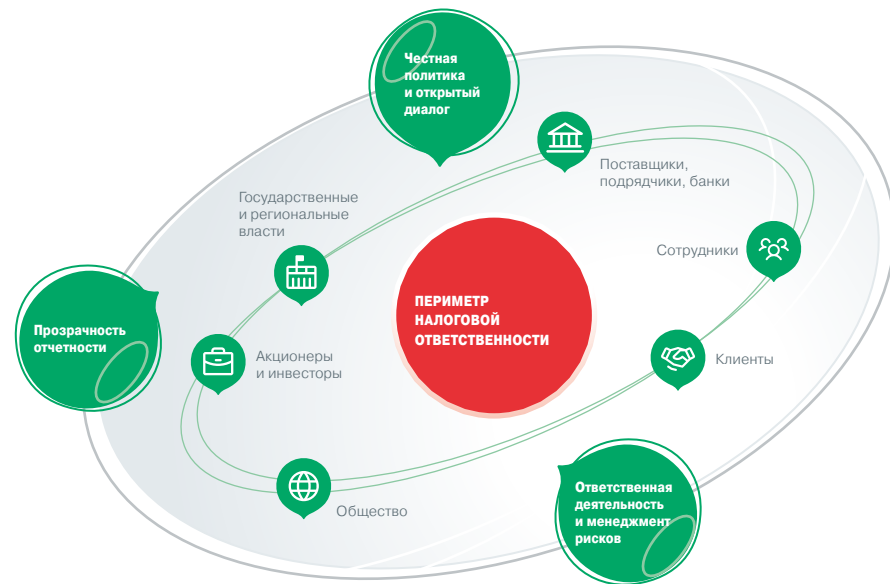 Честная
политика
и открытый
диалог
Поставщики,
подрядчики, банки
Государственные
и региональные
власти
Сотрудники
ПЕРИМЕТР
НАЛОГОВОЙ
ОТВЕТСТВЕННОСТИ
Прозрачность
отчетности
Акционеры
и инвесторы
Клиенты
Общество
Ответственная
деятельность
и менеджмент
рисков